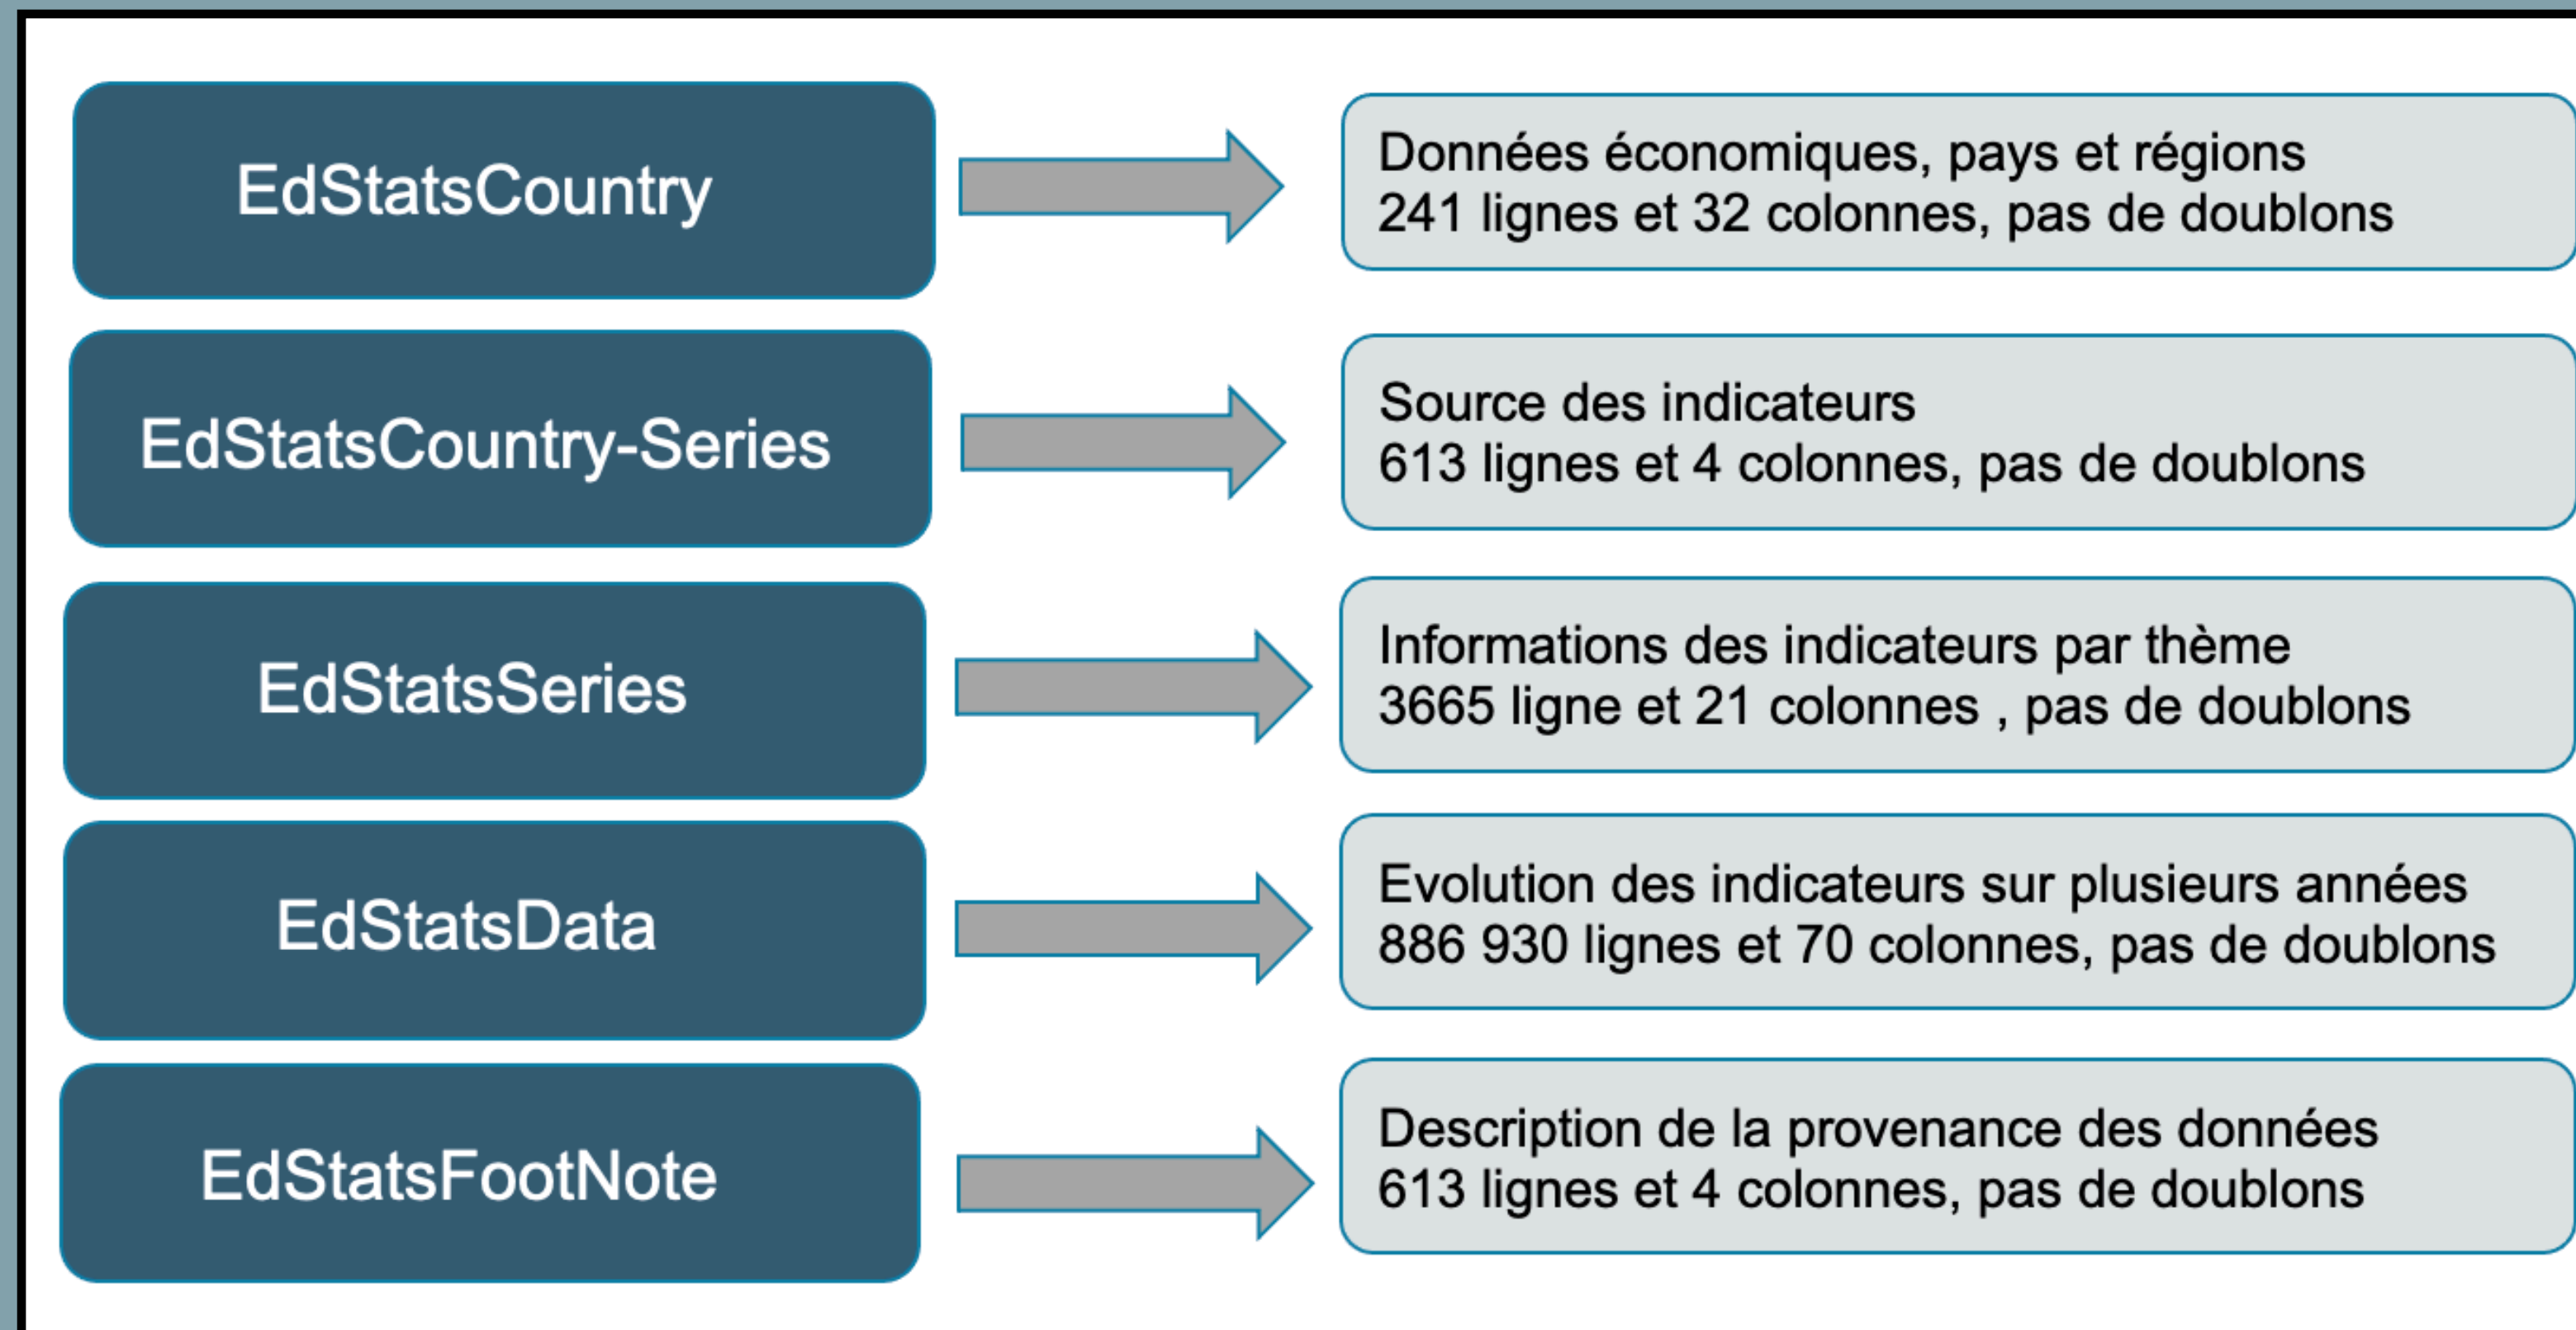 EdStatsCountry
Données économiques, pays et régions
241 lignes et 32 colonnes, pas de doublons
EdStatsCountry-Series
Source des indicateurs
613 lignes et 4 colonnes, pas de doublons
EdStatsSeries
Informations des indicateurs par thème
3665 ligne et 21 colonnes , pas de doublons
EdStatsData
Evolution des indicateurs sur plusieurs années
886 930 lignes et 70 colonnes, pas de doublons
EdStatsFootNote
Description de la provenance des données
613 lignes et 4 colonnes, pas de doublons